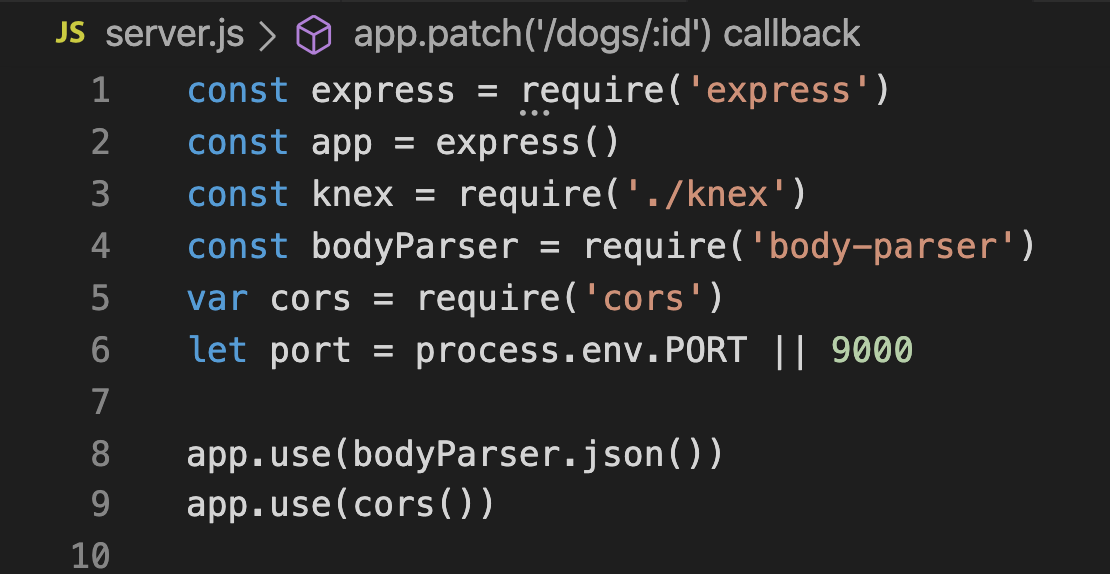 JS server.js > app.patch('/dogs/:id') callback
1 const express = require('express')
2 const app = express()
3 const knex = require('./knex')
4 const bodyParser = require('body-parser')
5 var cors = require('cors')
6 let port = process.env.PORT || 9000
7
8 app.use(bodyParser.json())
9 app.use(cors())
10